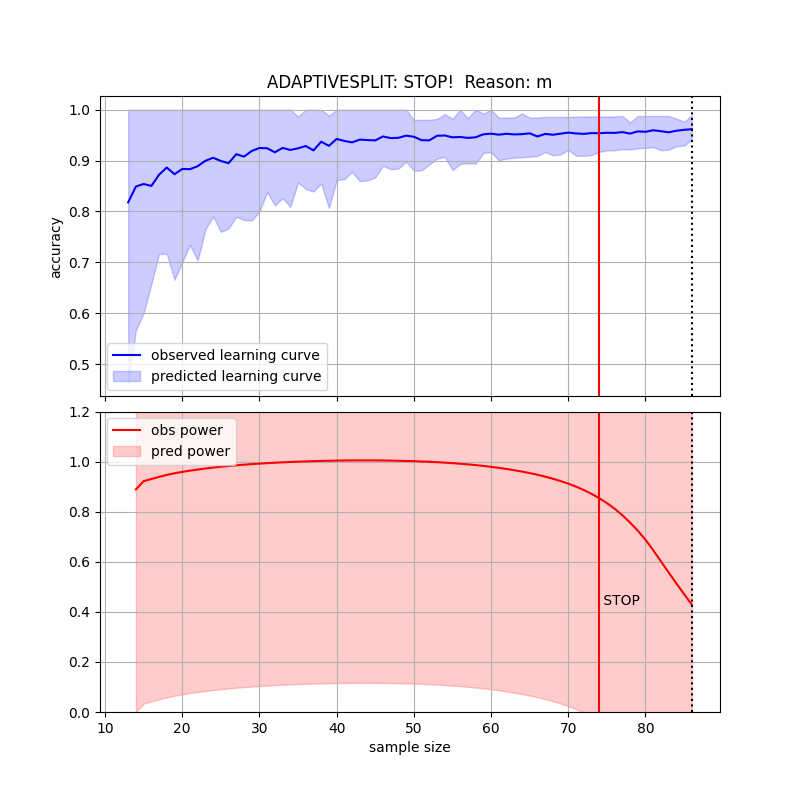 ADAPTIVESPLIT: STOP!  Reason: m
1.0
0.9
0.8
0.7
0.6
0.5
accuracy
observed learning curve
predicted learning curve
1.2
1.0
0.8
0.6
0.4
0.2
0.0
obs power
pred power
STOP
10 20 30 40 50 60 70 80
sample size